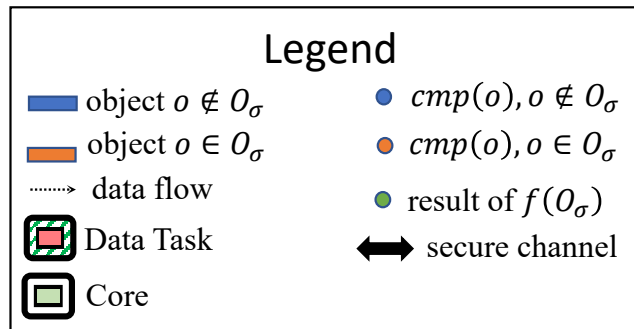 Legend
object o ∉ O_σ
cmp(o), o ∉ O_σ
object o ∈ O_σ
cmp(o), o ∈ O_σ
data flow
result of f(O_σ)
Data Task
secure channel
Core